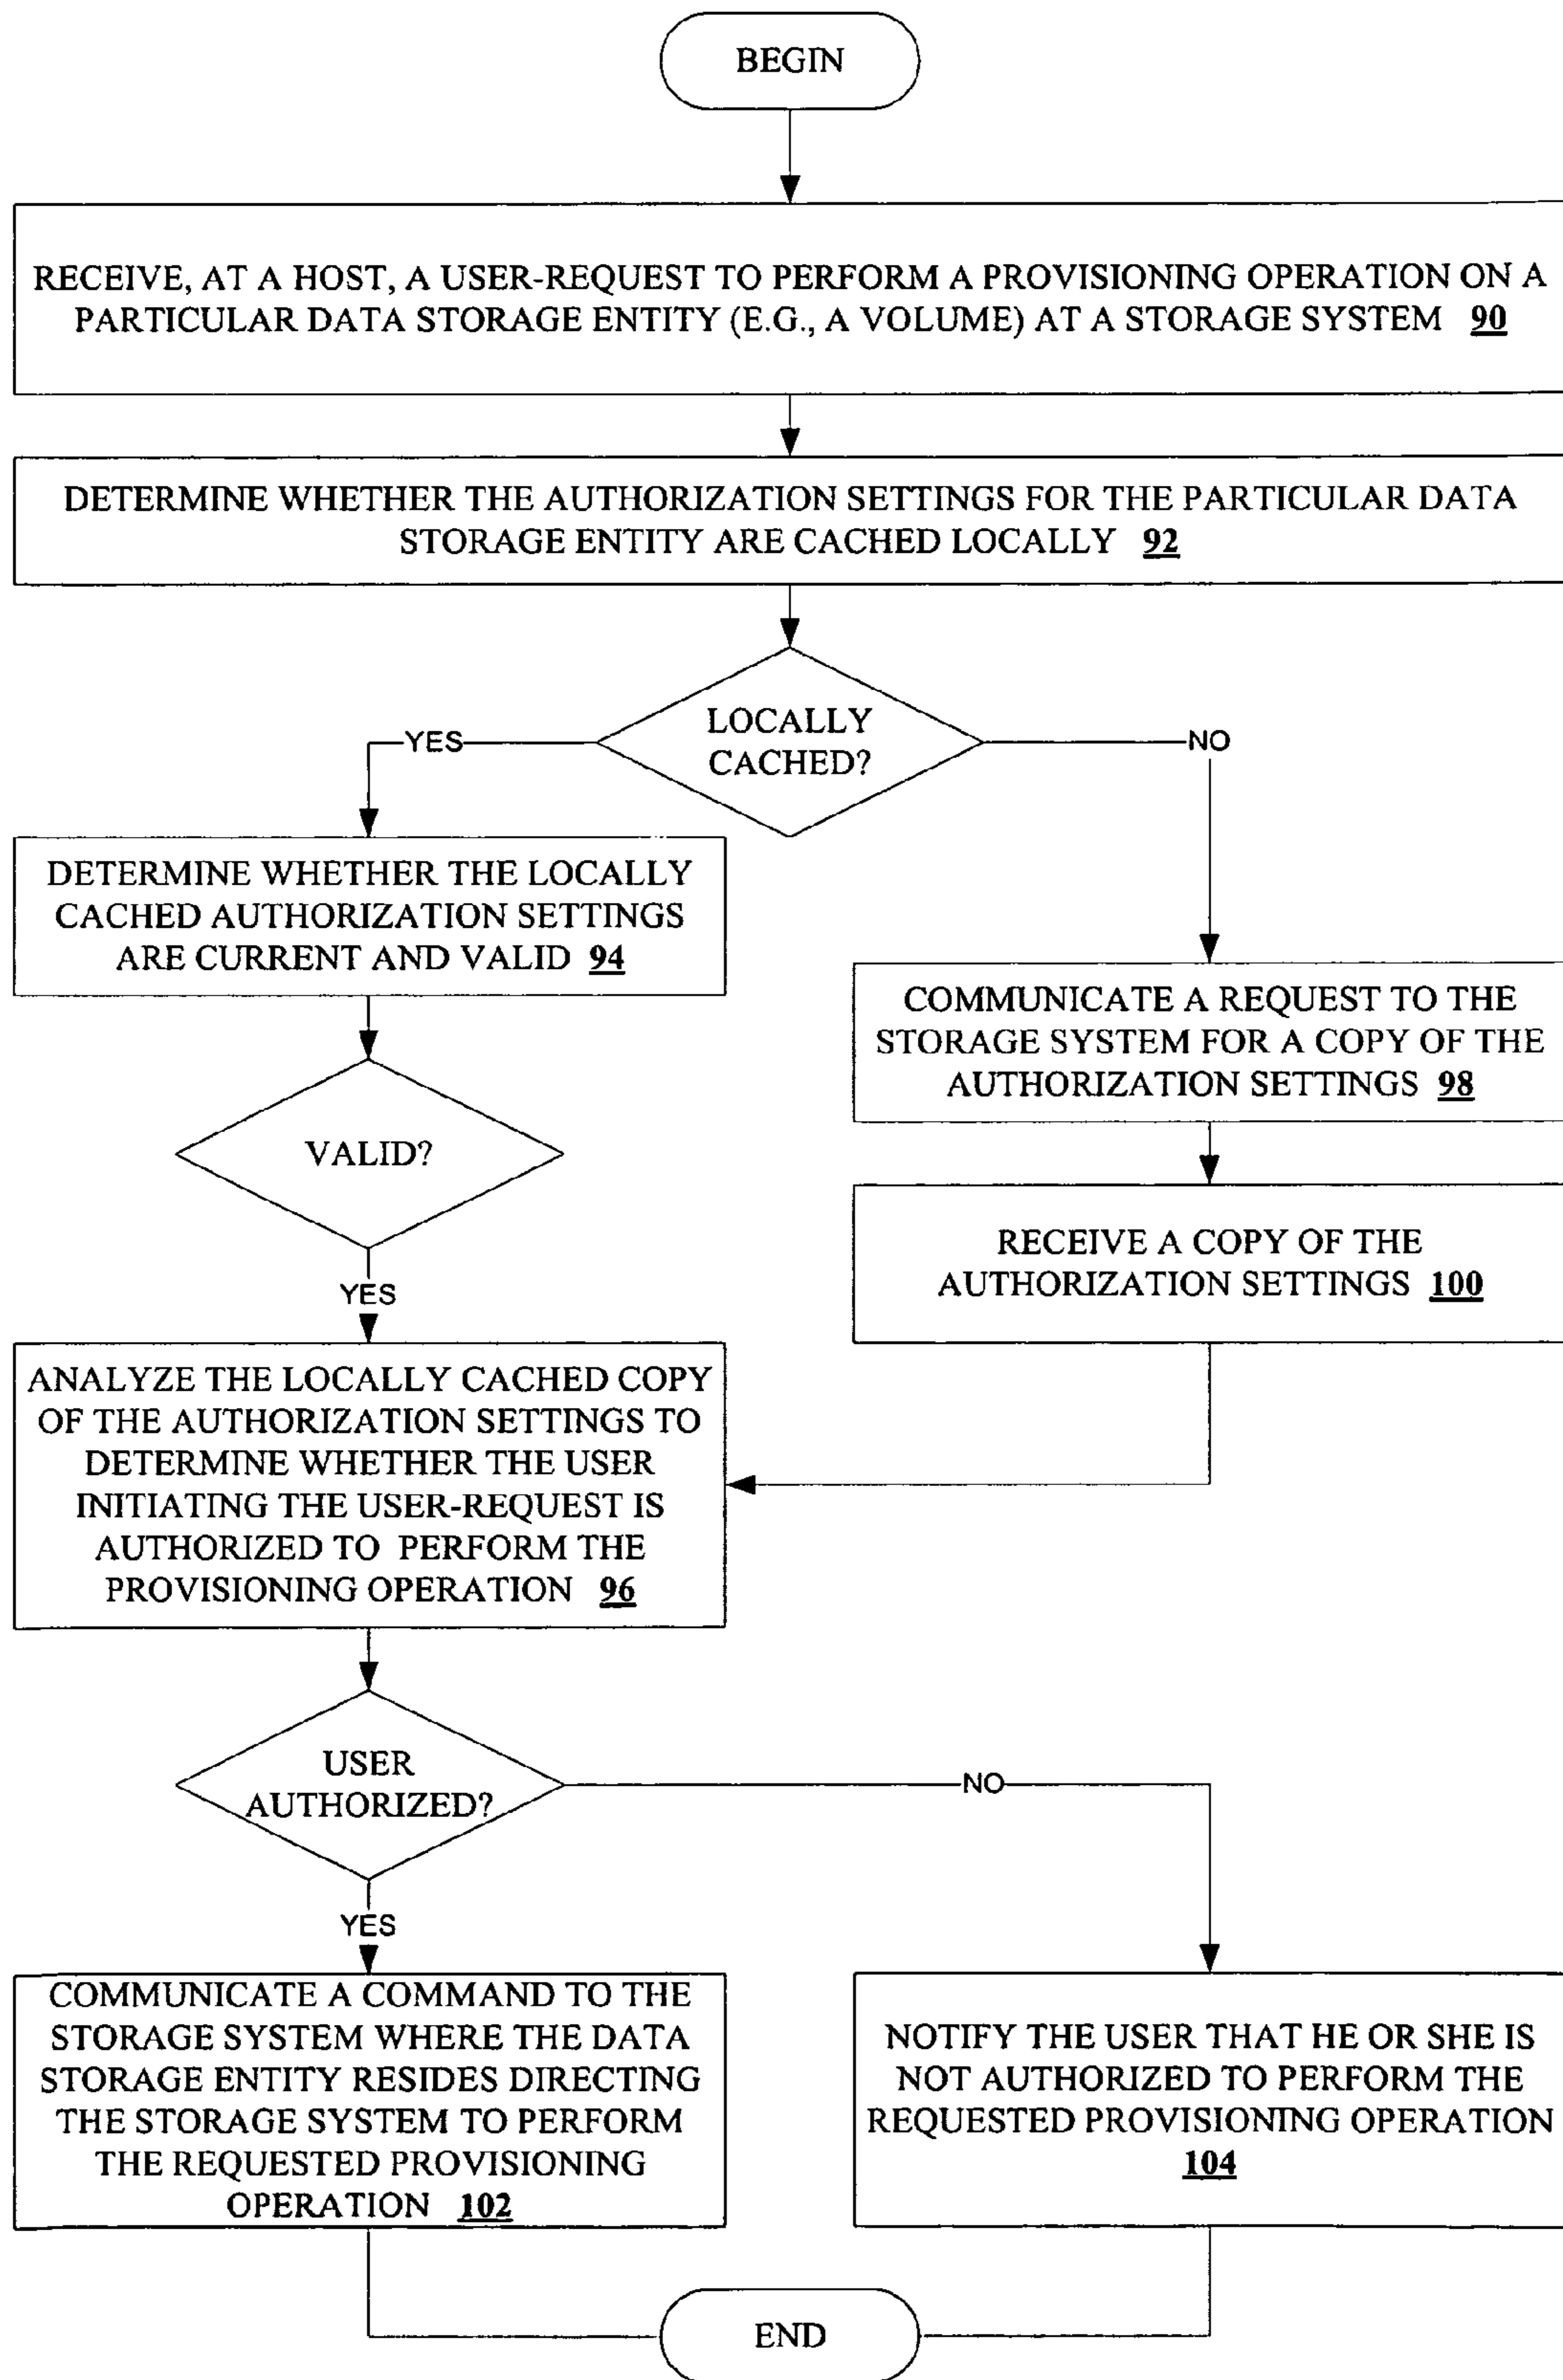 BEGIN
RECEIVE, AT A HOST, A USER-REQUEST TO PERFORM A PROVISIONING OPERATION ON A
PARTICULAR DATA STORAGE ENTITY (E.G., A VOLUME) AT A STORAGE SYSTEM 90
DETERMINE WHETHER THE AUTHORIZATION SETTINGS FOR THE PARTICULAR DATA
STORAGE ENTITY ARE CACHED LOCALLY 92
LOCALLY
CACHED?
YES
NO
DETERMINE WHETHER THE LOCALLY
CACHED AUTHORIZATION SETTINGS
ARE CURRENT AND VALID 94
COMMUNICATE A REQUEST TO THE
STORAGE SYSTEM FOR A COPY OF THE
AUTHORIZATION SETTINGS 98
VALID?
YES
RECEIVE A COPY OF THE
AUTHORIZATION SETTINGS 100
ANALYZE THE LOCALLY CACHED COPY
OF THE AUTHORIZATION SETTINGS TO
DETERMINE WHETHER THE USER
INITIATING THE USER-REQUEST IS
AUTHORIZED TO PERFORM THE
PROVISIONING OPERATION 96
USER
AUTHORIZED?
NO
YES
COMMUNICATE A COMMAND TO THE
STORAGE SYSTEM WHERE THE DATA
STORAGE ENTITY RESIDES DIRECTING
THE STORAGE SYSTEM TO PERFORM
THE REQUESTED PROVISIONING
OPERATION 102
NOTIFY THE USER THAT HE OR SHE IS
NOT AUTHORIZED TO PERFORM THE
REQUESTED PROVISIONING OPERATION
104
END